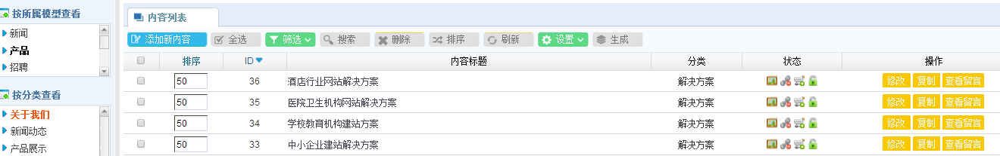 按所属模型查看
新闻
产品
招聘
按分类查看
关于我们
新闻动态
产品展示
内容列表
添加新内容 全选 筛选 搜索 删除 排序 刷新 设置 生成
排序 ID 内容标题 分类 状态 操作
50 36 酒店行业网站解决方案 解决方案 修改 复制 查看留言
50 35 医院卫生机构网站解决方案 解决方案 修改 复制 查看留言
50 34 学校教育机构建站方案 解决方案 修改 复制 查看留言
50 33 中小企业建站解决方案 解决方案 修改 复制 查看留言